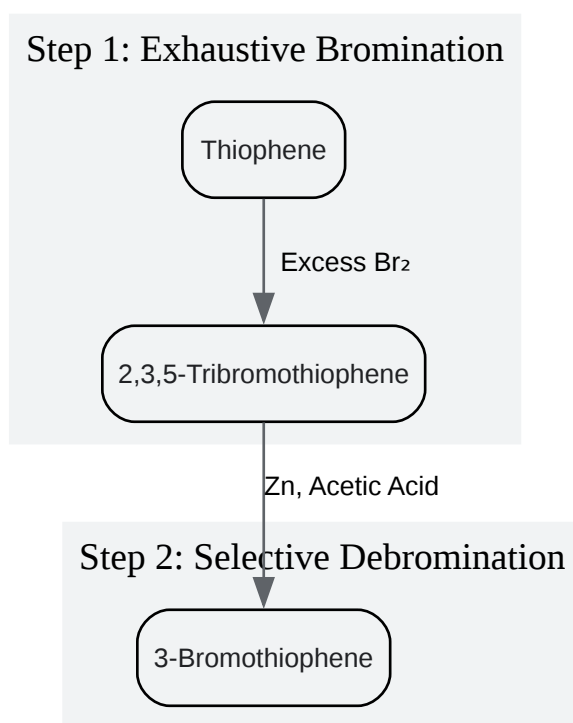 Step 1: Exhaustive Bromination
Thiophene
Excess Br₂
2,3,5-Tribromothiophene
Zn, Acetic Acid
Step 2: Selective Debromination
3-Bromothiophene